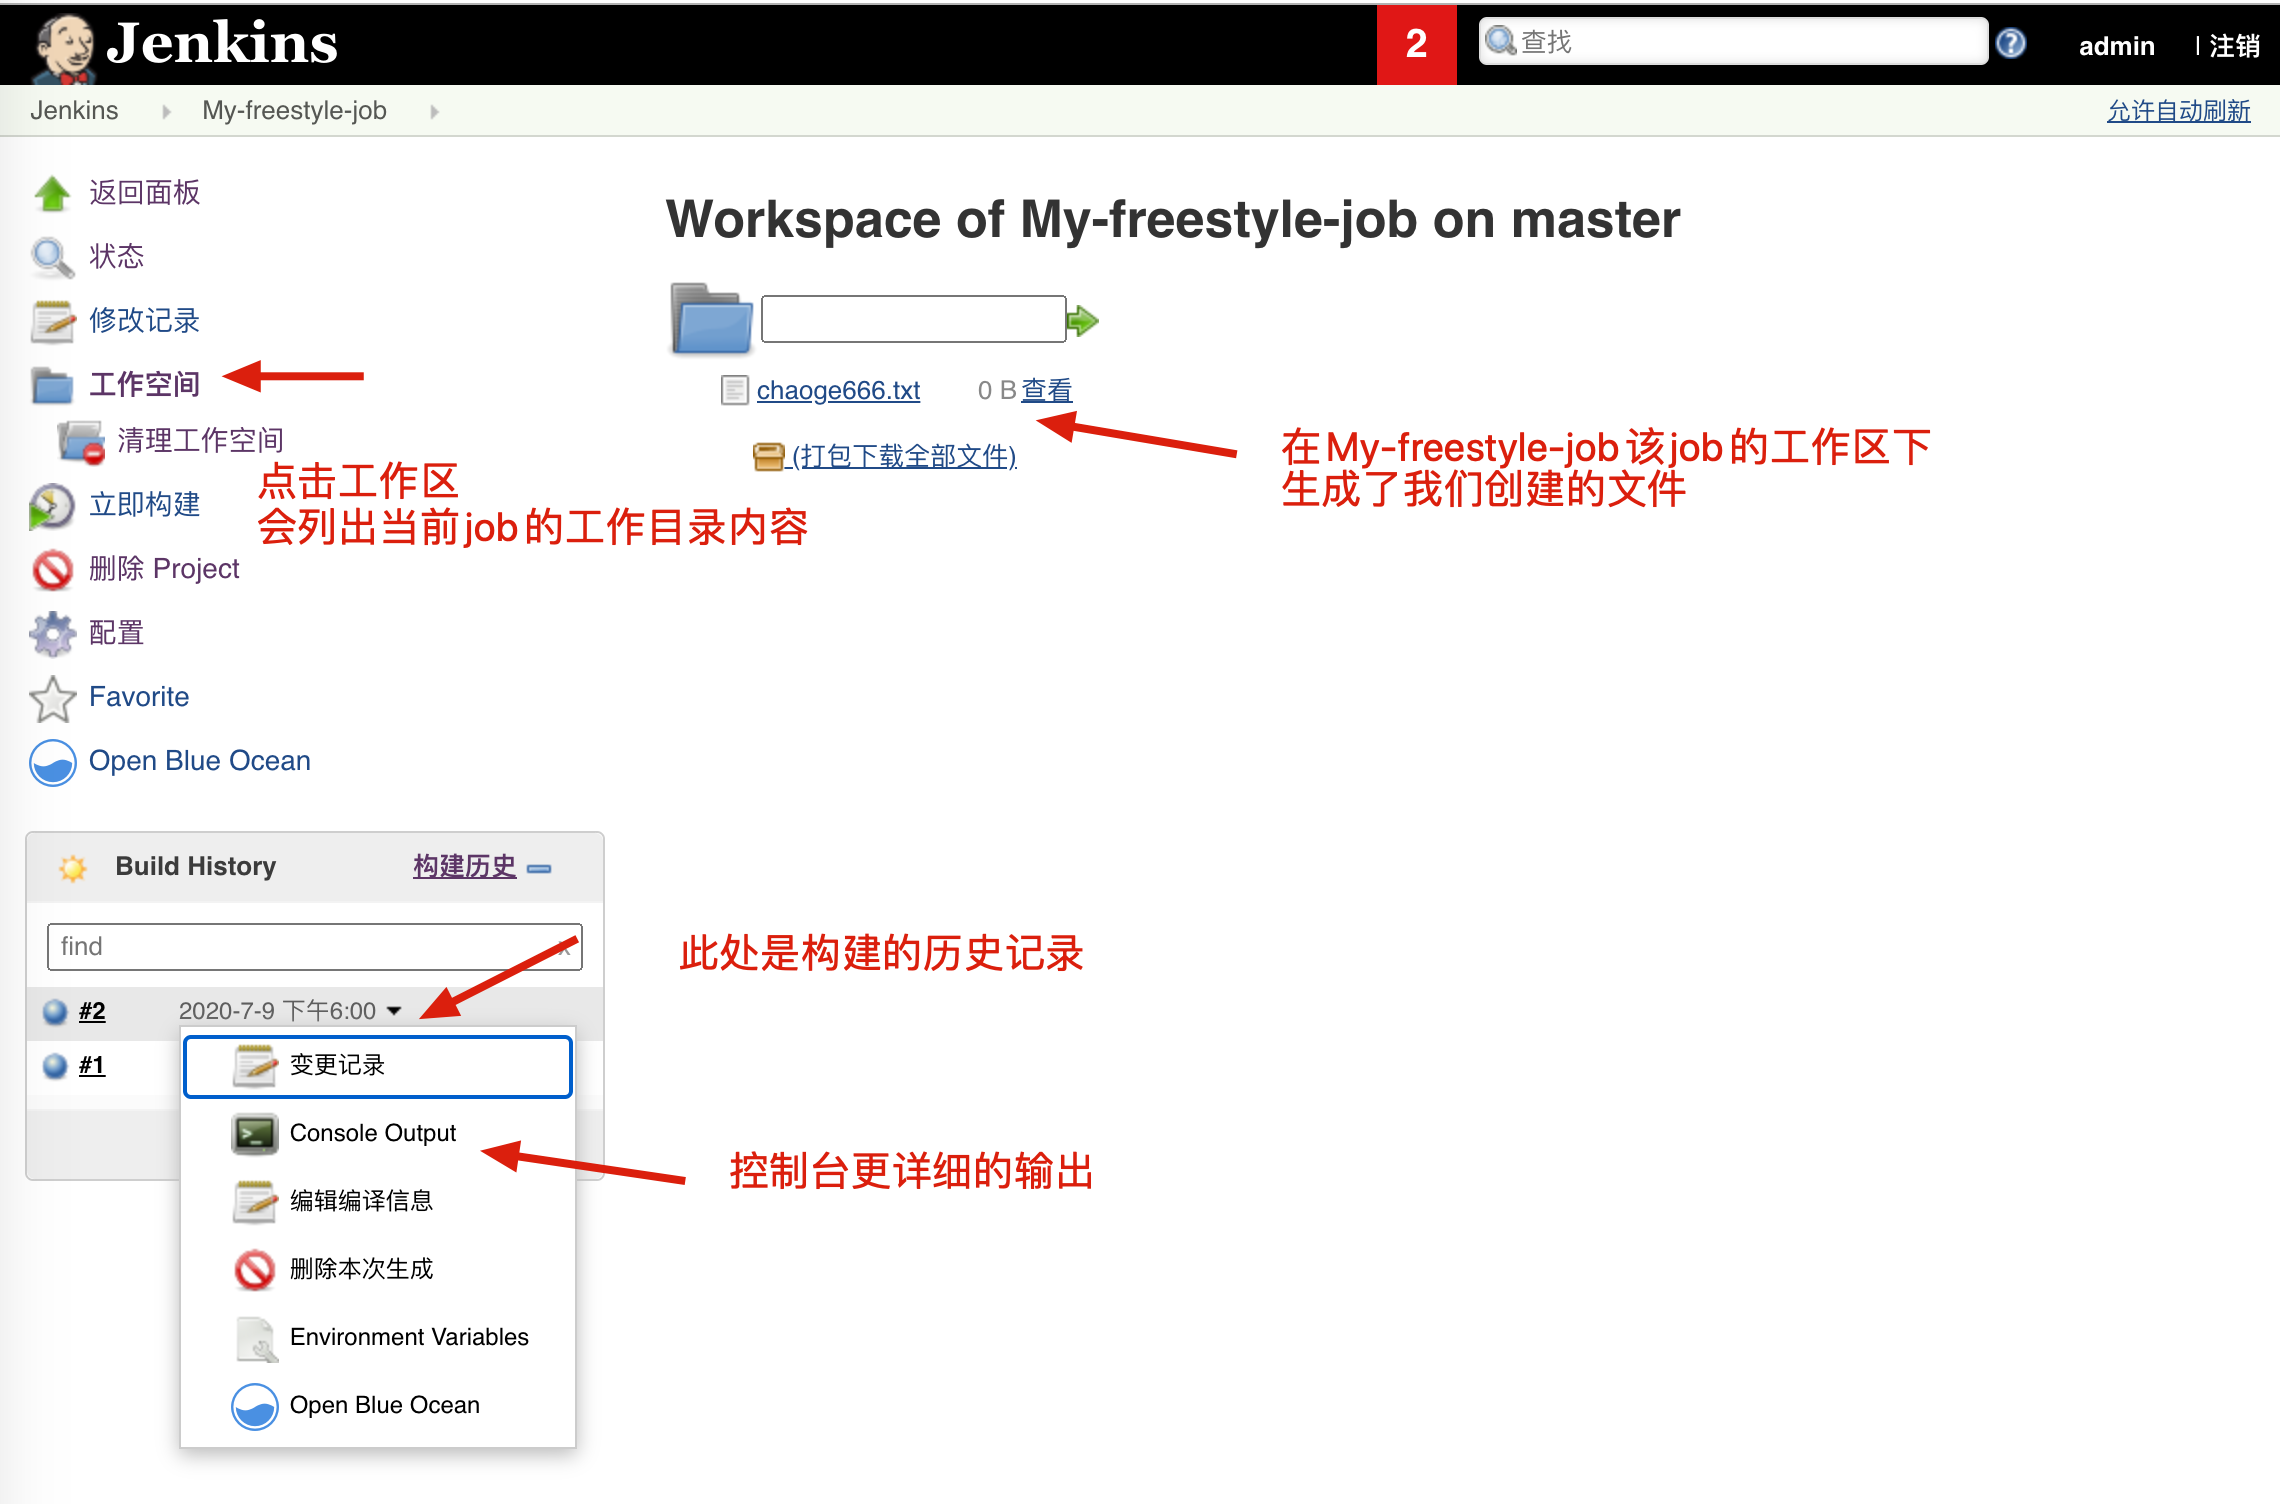 Jenkins
2
查找
admin
| 注销
Jenkins
My-freestyle-job
允许自动刷新
返回面板
状态
修改记录
工作空间
清理工作空间
立即构建
删除 Project
配置
Favorite
Open Blue Ocean
点击工作区
会列出当前job的工作目录内容
Workspace of My-freestyle-job on master
chaoge666.txt
0 B 查看
(打包下载全部文件)
在My-freestyle-job该job的工作区下
生成了我们创建的文件
Build History
构建历史
find
x
#2
2020-7-9 下午6:00
#1
此处是构建的历史记录
变更记录
Console Output
编辑编译信息
删除本次生成
Environment Variables
Open Blue Ocean
控制台更详细的输出